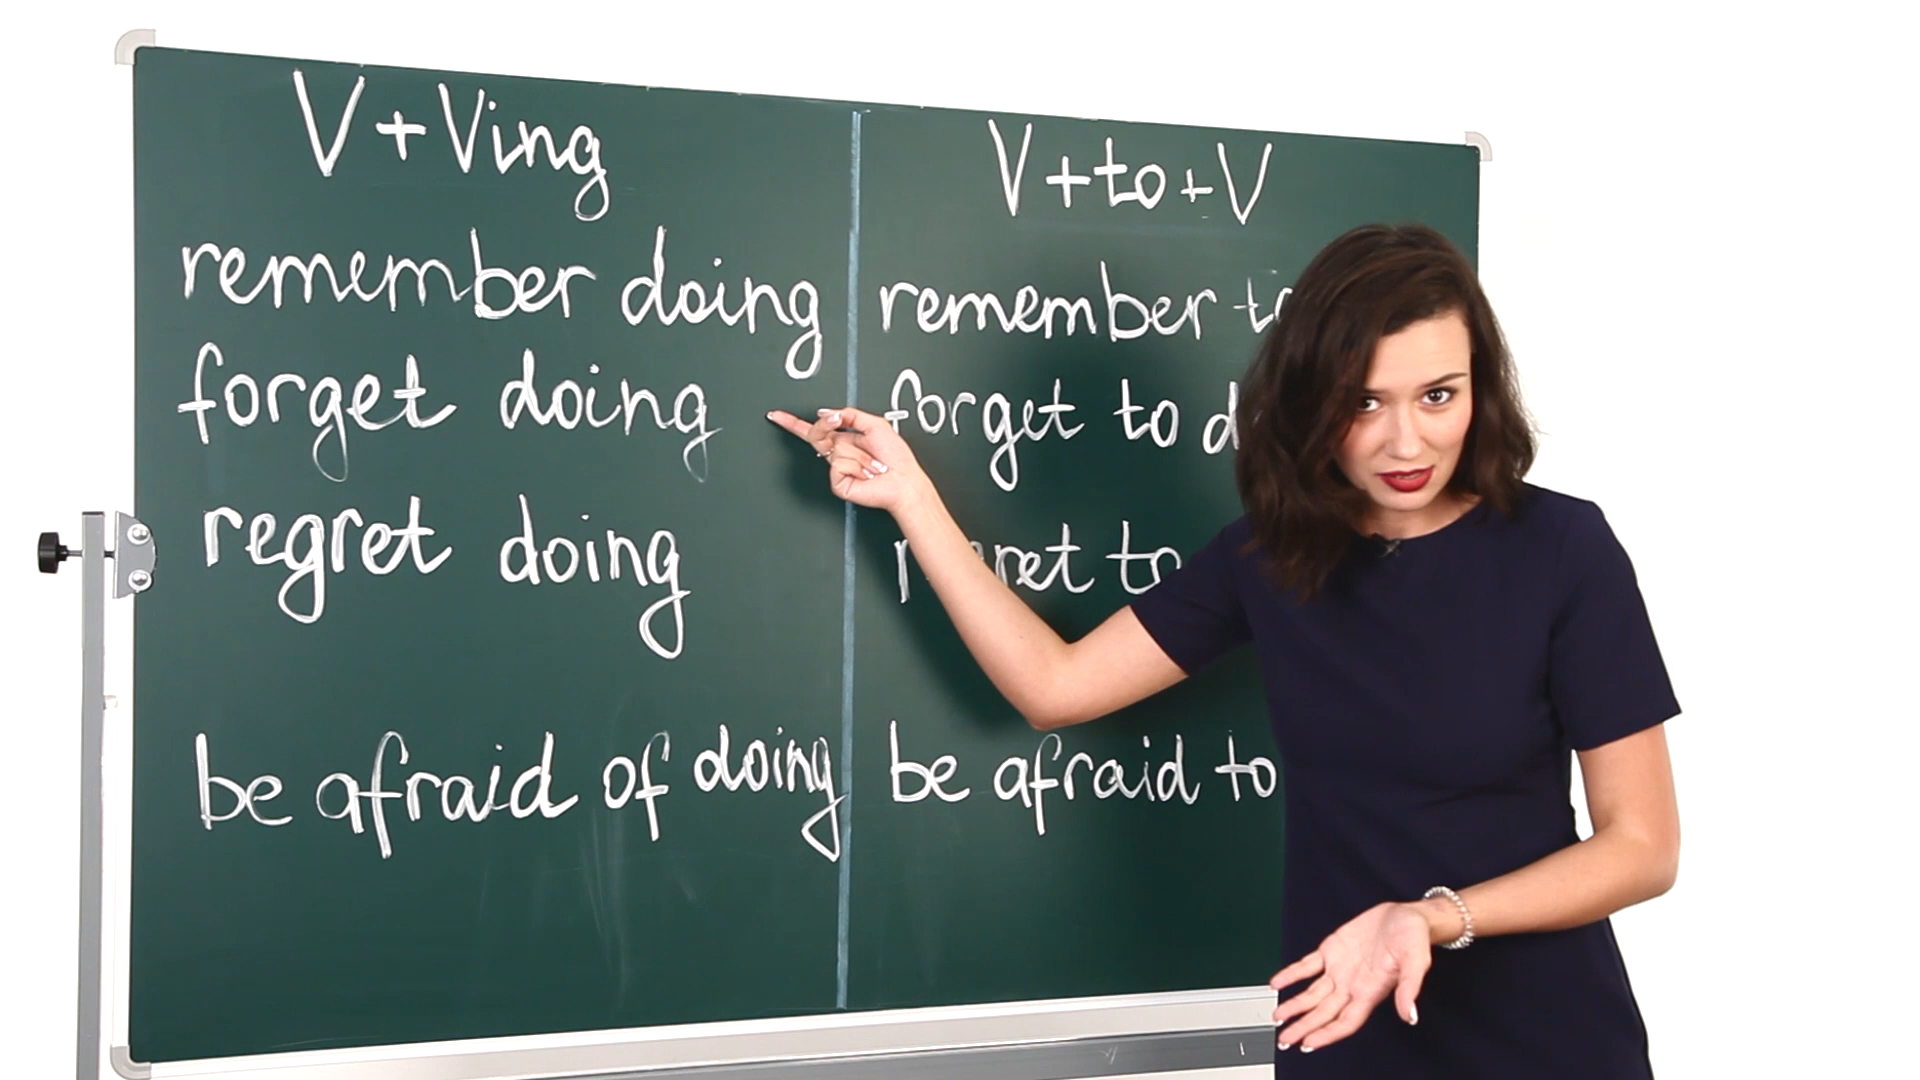 V + Ving
remember doing
forget doing
regret doing
be afraid of doing
V + to + V
remember to
forget to
to
be afraid to